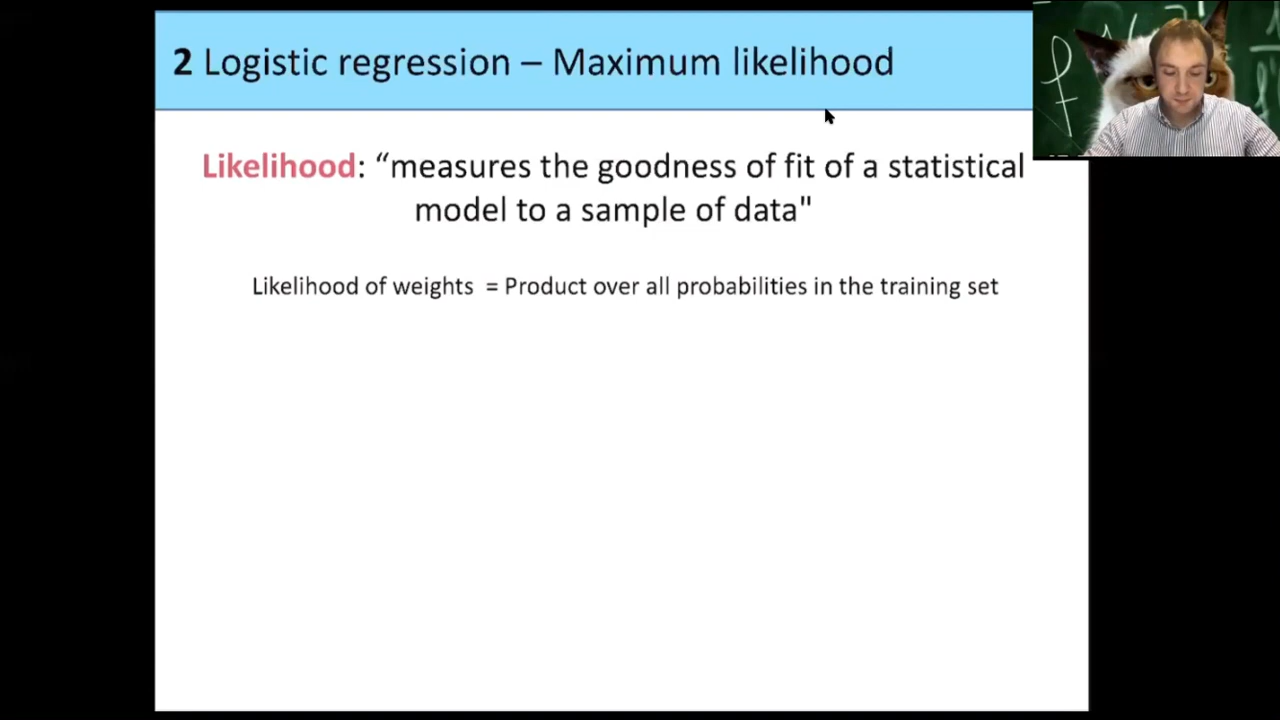 2 Logistic regression – Maximum likelihood
Likelihood: “measures the goodness of fit of a statistical
model to a sample of data"
Likelihood of weights = Product over all probabilities in the training set